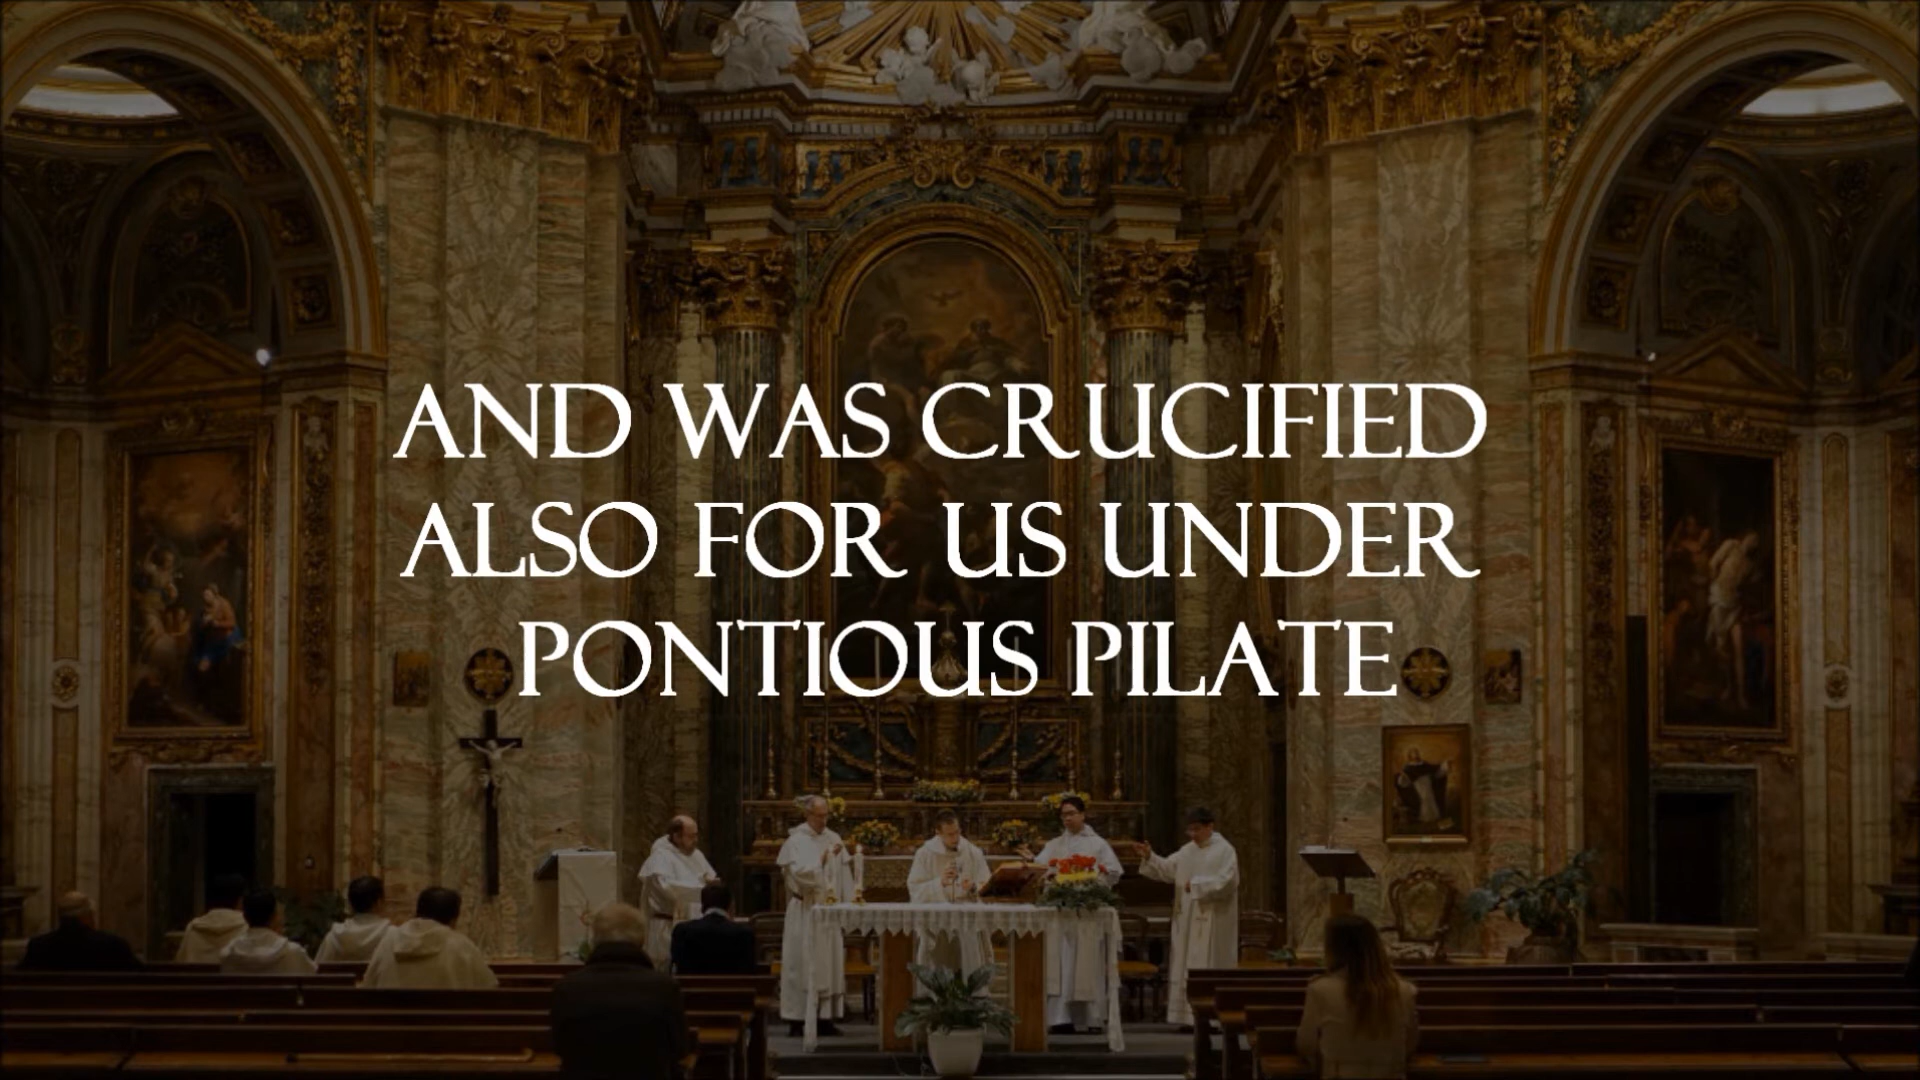 AND WAS CRUCIFIED
ALSO FOR US UNDER
PONTIOUS PILATE